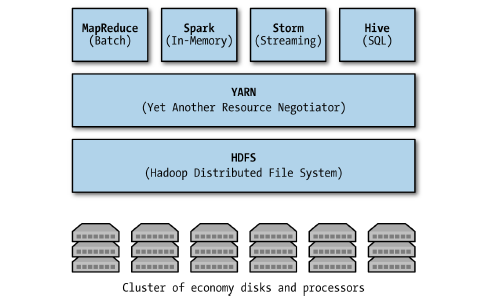 MapReduce
(Batch)
Spark
(In-Memory)
Storm
(Streaming)
Hive
(SQL)
YARN
(Yet Another Resource Negotiator)
HDFS
(Hadoop Distributed File System)
Cluster of economy disks and processors